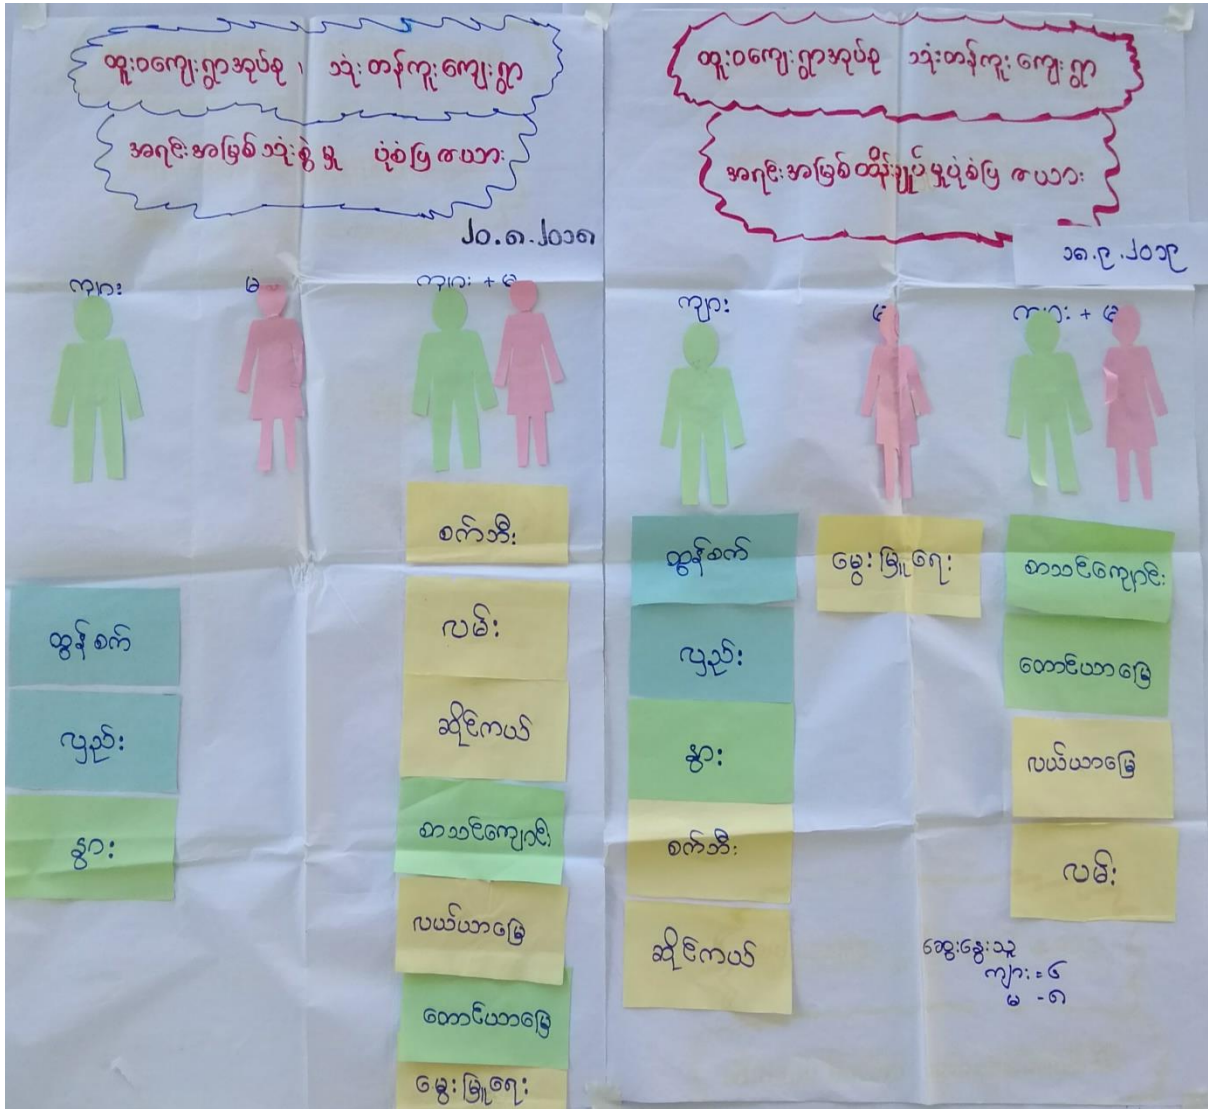 ထူးဝကျေးရွာအုပ်စု ၊ သုံးတန်ကူးကျေးရွာ
အရင်းအမြစ်သုံးစွဲမှု ပုံစံပြဇယား
၂၀.၈.၂၀၁၈
ကျား မ ကျား + မ
စက်ဘီး
လမ်း
ထွန်စက်
ဆိုင်ကယ်
လှည်း
စာသင်ကျောင်း
နွား
လယ်ယာမြေ
တောင်ယာမြေ
မွေးမြူရေး
ထူးဝကျေးရွာအုပ်စု သုံးတန်ကူးကျေးရွာ
အရင်းအမြစ်ထိန်းချုပ်မှုပုံစံပြဇယား
၁၈.၉.၂၀၁၉
ကျား မ ကျား + မ
ထွန်စက် မွေးမြူရေး စာသင်ကျောင်း
လှည်း တောင်ယာမြေ
နွား လယ်ယာမြေ
စက်ဘီး လမ်း
ဆိုင်ကယ်
ဆွေးနွေးသူ
ကျား = ၆
မ - ၈